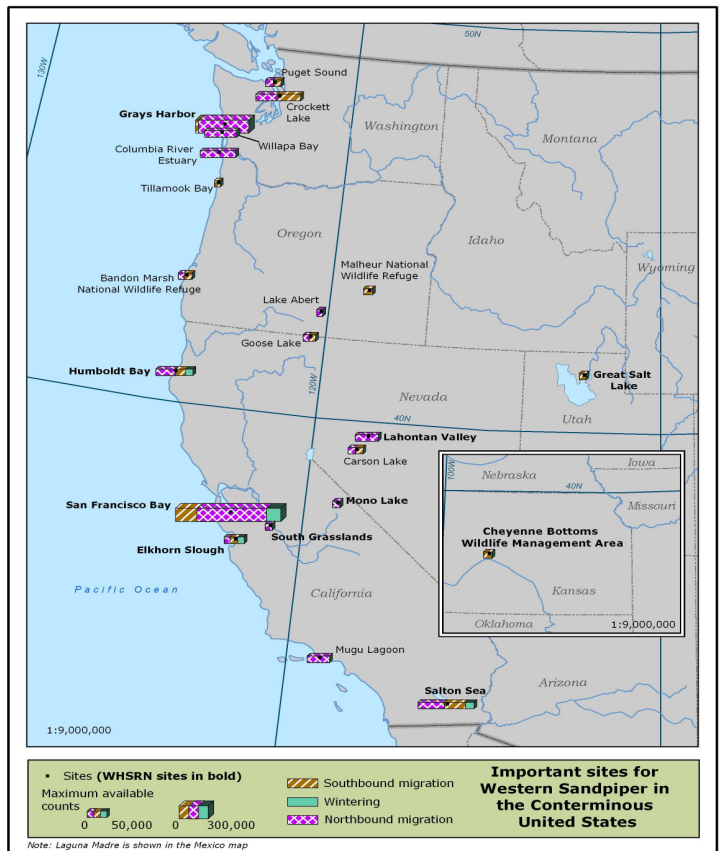 50N
130W
Puget Sound
Crockett
Lake
Grays Harbor
Willapa Bay
Washington
Montana
Columbia River
Estuary
Tillamook Bay
Oregon
Idaho
Malheur National
Wildlife Refuge
Wyoming
Bandon Marsh
National Wildlife Refuge
Lake Abert
Goose Lake
Humboldt Bay
120W
Great Salt
Lake
Nevada
40N
Utah
Lahontan Valley
Carson Lake
100W
Iowa
Nebraska
40N
Missouri
San Francisco Bay
Mono Lake
South Grasslands
Elkhorn Slough
Cheyenne Bottoms
Wildlife Management Area
Pacific Ocean
California
Kansas
Oklahoma
1:9,000,000
Mugu Lagoon
Salton Sea
Arizona
1:9,000,000
Sites (WHSRN sites in bold)
Maximum available
counts
0 50,000
0 300,000
Southbound migration
Wintering
Northbound migration
Important sites for
Western Sandpiper in
the Conterminous
United States
Note: Laguna Madre is shown in the Mexico map